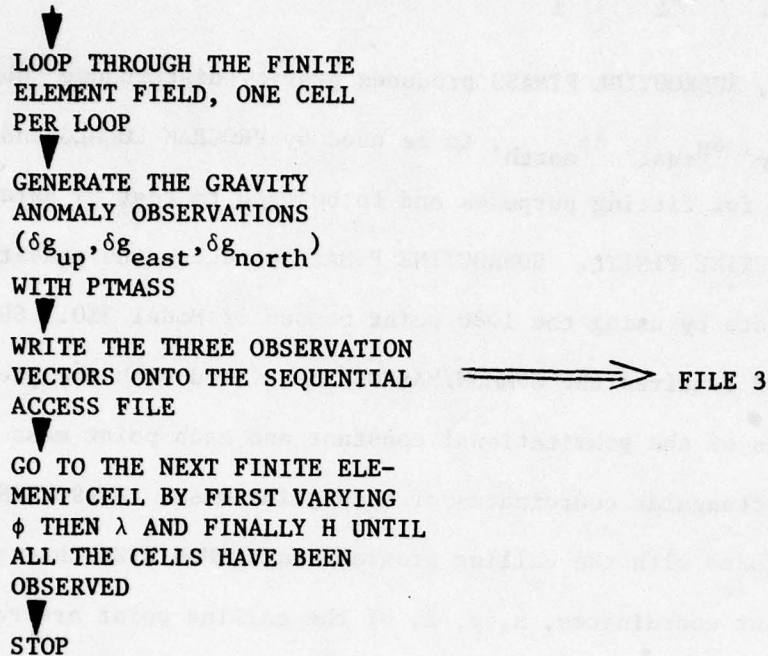 LOOP THROUGH THE FINITE
ELEMENT FIELD, ONE CELL
PER LOOP
GENERATE THE GRAVITY
ANOMALY OBSERVATIONS
(δg_up, δg_east, δg_north)
WITH PTMASS
WRITE THE THREE OBSERVATION
VECTORS ONTO THE SEQUENTIAL
ACCESS FILE
FILE 3
GO TO THE NEXT FINITE ELE-
MENT CELL BY FIRST VARYING
ϕ THEN λ AND FINALLY H UNTIL
ALL THE CELLS HAVE BEEN
OBSERVED
STOP